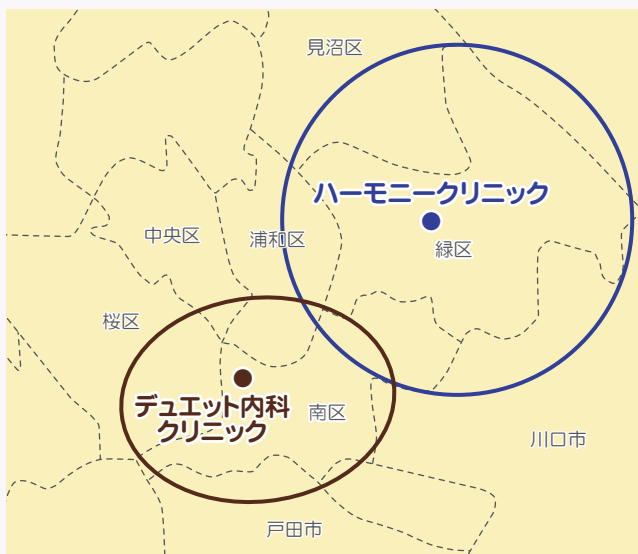 見沼区
ハーモニークリニック
中央区
浦和区
緑区
桜区
デュエット内科
クリニック
南区
川口市
戸田市